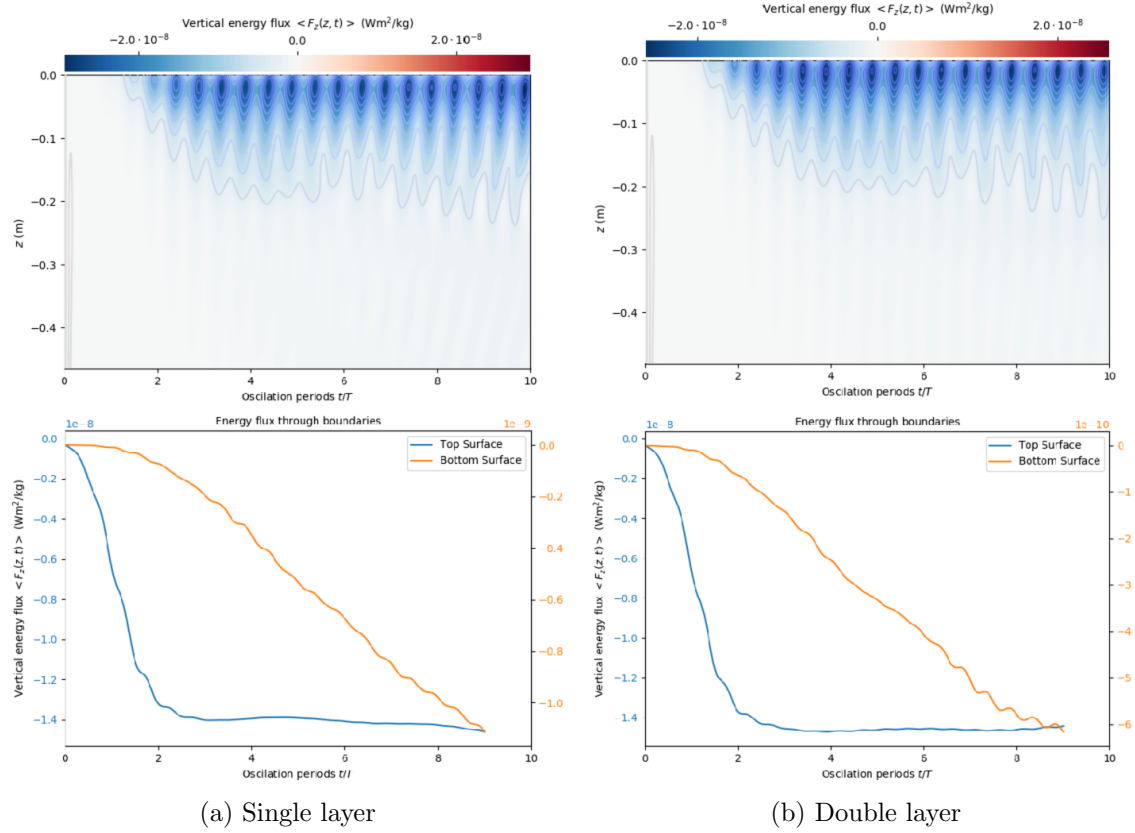 Vertical energy flux < F_z(z, t) > (Wm²/kg)
−2.0·10⁻⁸ 0.0 2.0·10⁻⁸
0.0
−0.1
−0.2
−0.3
−0.4
z (m)
0 2 4 6 8 10
Oscilation periods t/T
Vertical energy flux < F_z(z, t) > (Wm²/kg)
−2.0·10⁻⁸ 0.0 2.0·10⁻⁸
0.0
−0.1
−0.2
−0.3
−0.4
−0.5
z (m)
0 2 4 6 8 10
Oscilation periods t/T
Energy flux through boundaries
1e−8 1e−9
Top Surface
Bottom Surface
0.0
−0.2
−0.4
−0.6
−0.8
−1.0
−1.2
−1.4
Vertical energy flux < F_z(z, t) > (Wm²/kg)
0.0
−0.2
−0.4
−0.6
−0.8
−1.0
0 2 4 6 8 10
Oscilation periods t/T
Energy flux through boundaries
1e−8 1e−10
Top Surface
Bottom Surface
0.0
−0.2
−0.4
−0.6
−0.8
−1.0
−1.2
−1.4
Vertical energy flux < F_z(z, t) > (Wm²/kg)
0
−1
−2
−3
−4
−5
−6
0 2 4 6 8 10
Oscilation periods t/T
(a) Single layer
(b) Double layer